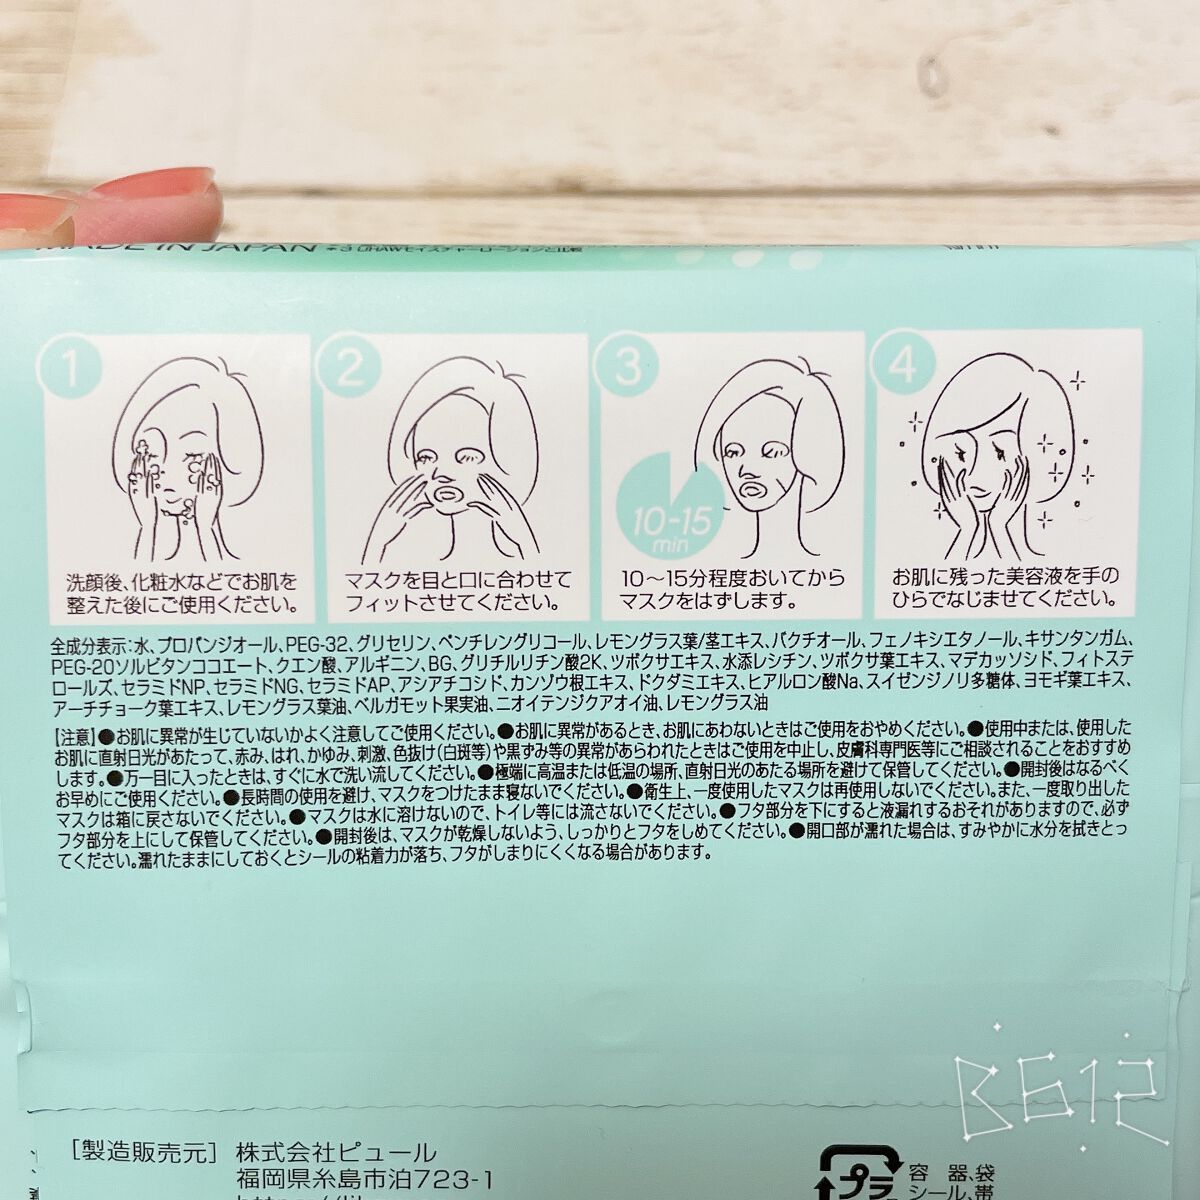 MADE IN JAPAN *3 UHAWモイスチャーローションと比較
1
2
3
4
10-15
min
洗顔後、化粧水などでお肌を
整えた後にご使用ください。
マスクを目と口に合わせて
フィットさせてください。
10〜15分程度おいてから
マスクをはずします。
お肌に残った美容液を手の
ひらでなじませてください。
全成分表示:水、プロパンジオール、PEG-32、グリセリン、ペンチレングリコール、レモングラス葉/茎エキス、バクチオール、フェノキシエタノール、キサンタンガム、
PEG-20ソルビタンココエート、クエン酸、アルギニン、BG、グリチルリチン酸2K、ツボクサエキス、水添レシチン、ツボクサ葉エキス、マデカッソシド、フィトステ
ロールズ、セラミドNP、セラミドNG、セラミドAP、アシアチコシド、カンゾウ根エキス、ドクダミエキス、ヒアルロン酸Na、スイゼンジノリ多糖体、ヨモギ葉エキス、
アーチチョーク葉エキス、レモングラス葉油、ベルガモット果実油、ニオイテンジクアオイ油、レモングラス油
【注意】●お肌に異常が生じていないかよく注意してご使用ください。●お肌に異常があるとき、お肌にあわないときはご使用をおやめください。●使用中または、使用した
お肌に直射日光があたって、赤み、はれ、かゆみ、刺激、色抜け(白斑等)や黒ずみ等の異常があらわれたときはご使用を中止し、皮膚科専門医等にご相談されることをおすすめ
します。●万一目に入ったときは、すぐに水で洗い流してください。●極端に高温または低温の場所、直射日光のあたる場所を避けて保管してください。●開封後はなるべく
お早めにご使用ください。●長時間の使用を避け、マスクをつけたまま寝ないでください。●衛生上、一度使用したマスクは再使用しないでください。また、一度取り出した
マスクは箱に戻さないでください。●マスクは水に溶けないので、トイレ等には流さないでください。●フタ部分を下にすると液漏れするおそれがありますので、必ず
フタ部分を上にして保管してください。●開封後は、マスクが乾燥しないよう、しっかりとフタをしめてください。●開口部が濡れた場合は、すみやかに水分を拭きとっ
てください。濡れたままにしておくとシールの粘着力が落ち、フタがしまりにくくなる場合があります。
B612
[製造販売元] 株式会社ピュール
福岡県糸島市泊723-1
プラ
容器、袋
シール、帯